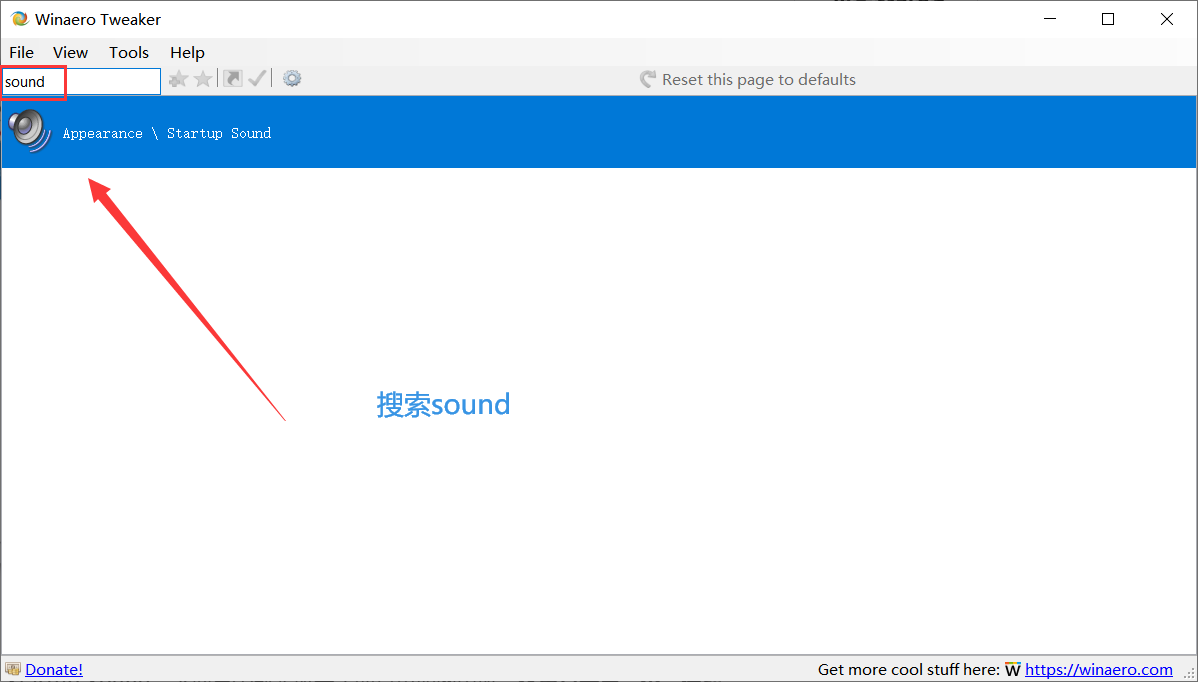 Winaero Tweaker
File View Tools Help
sound
Reset this page to defaults
Appearance \ Startup Sound
搜索sound
Donate!
Get more cool stuff here: W https://winaero.com